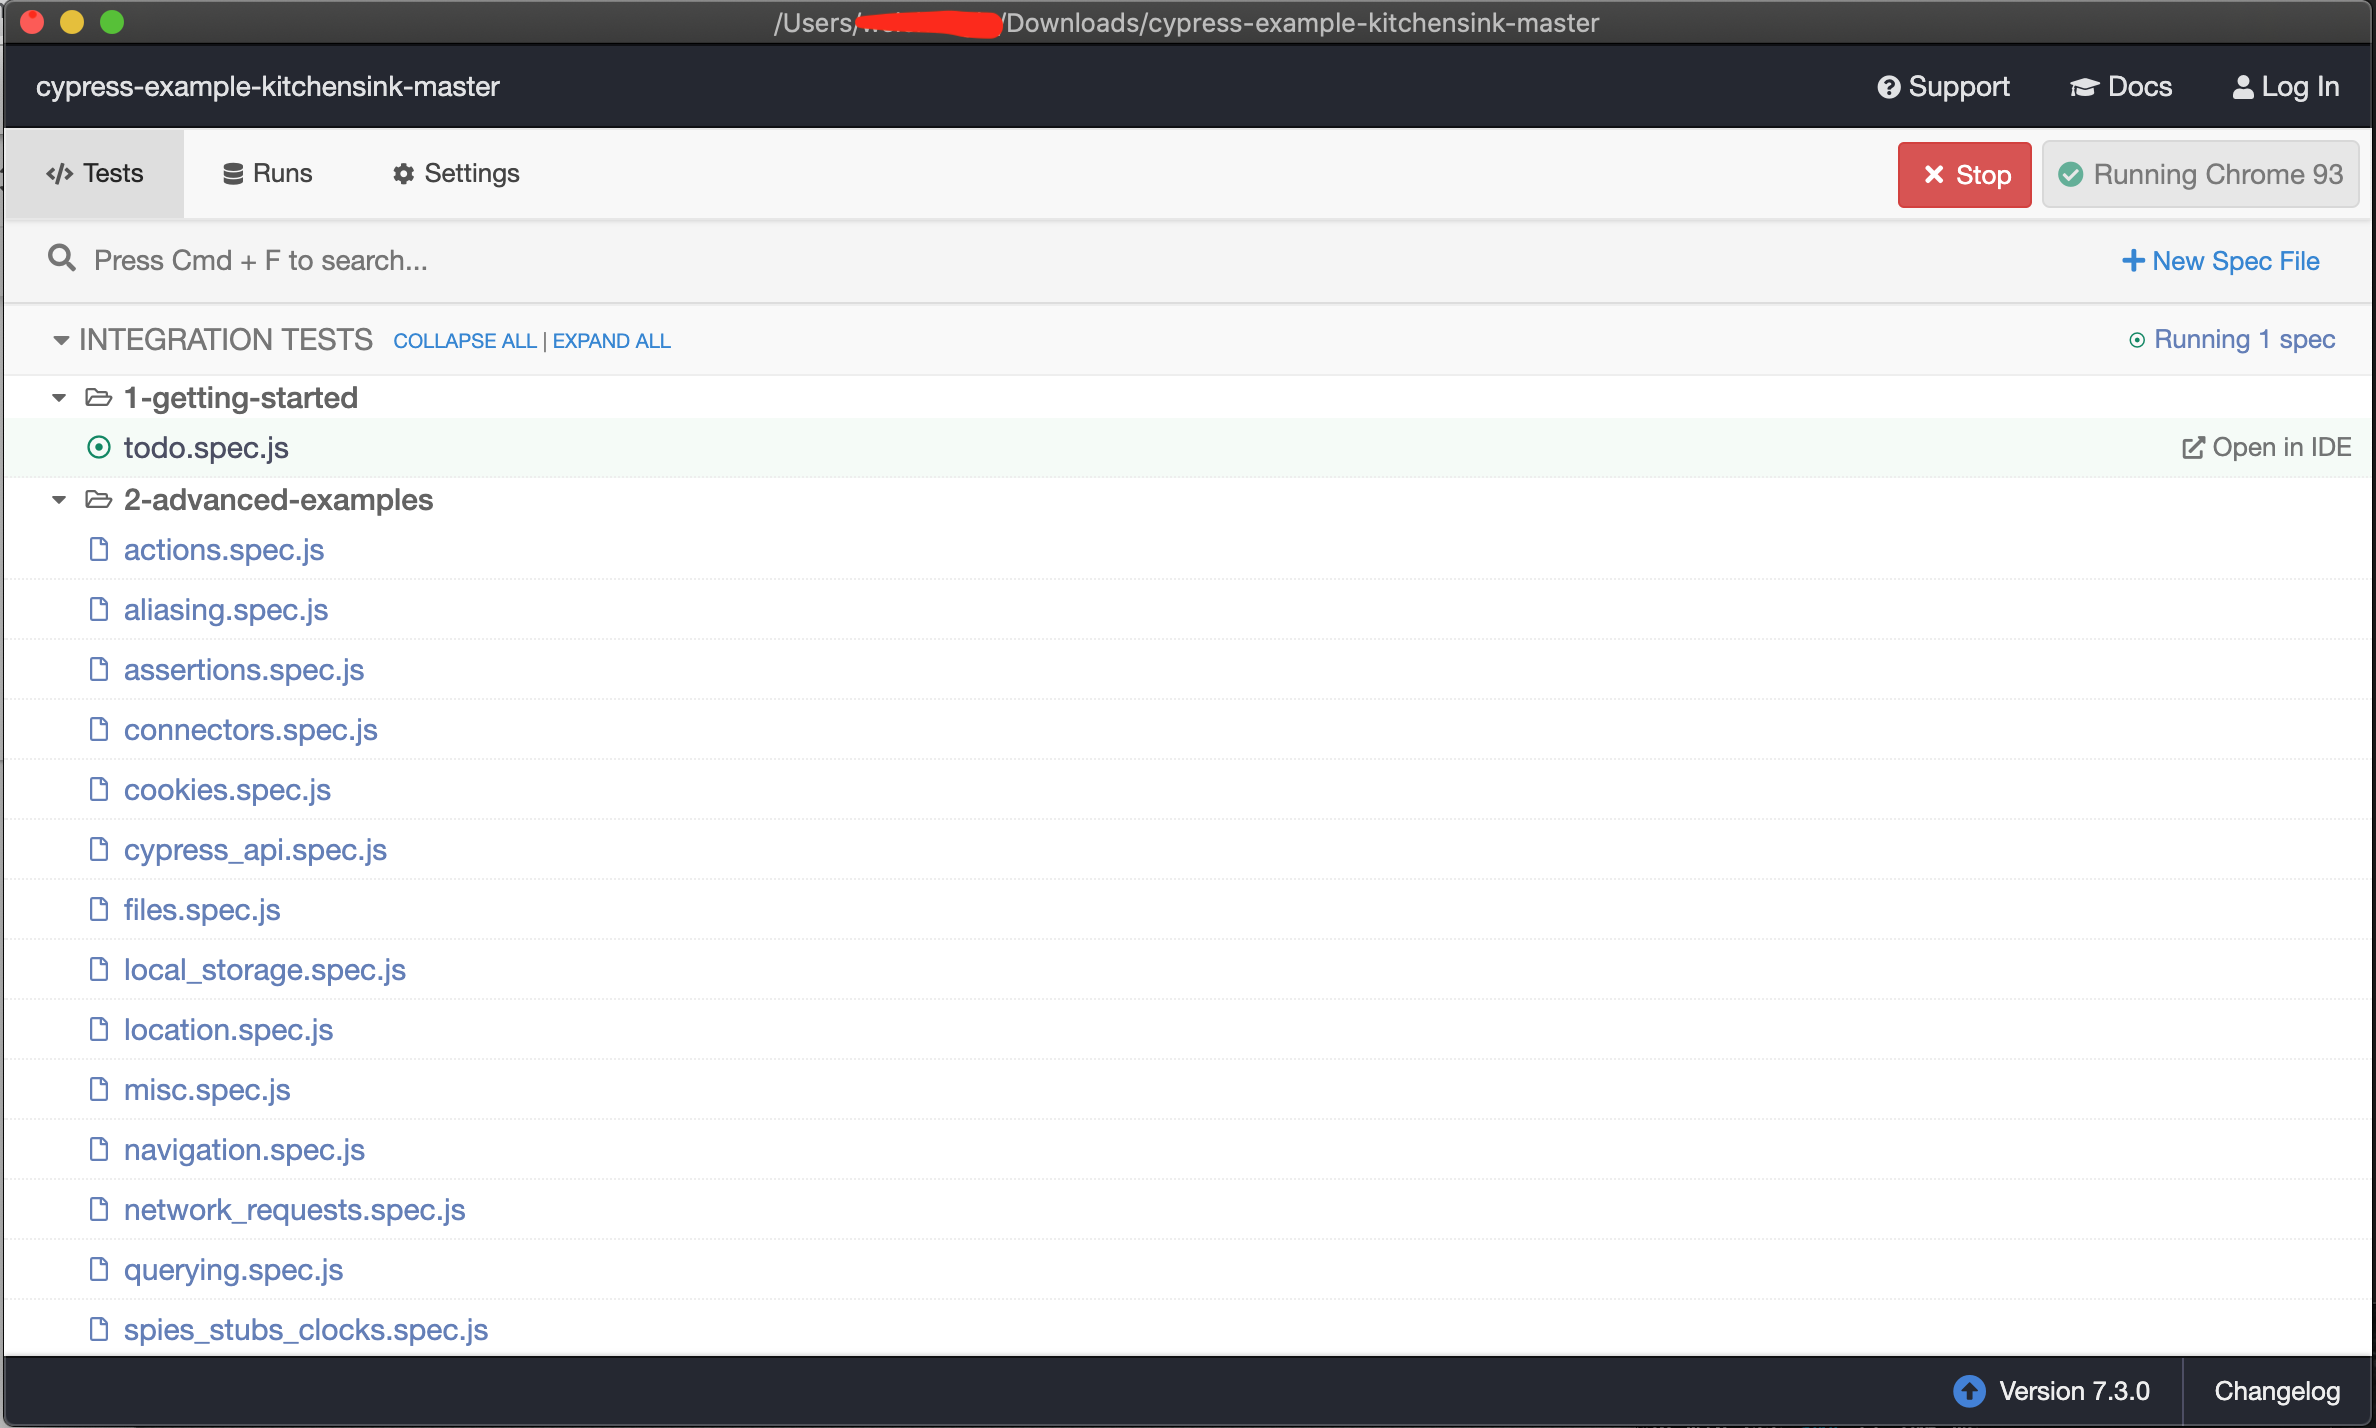 /Users/ /Downloads/cypress-example-kitchensink-master
cypress-example-kitchensink-master
Support Docs Log In
Tests Runs Settings Stop Running Chrome 93
Press Cmd + F to search... New Spec File
INTEGRATION TESTS COLLAPSE ALL | EXPAND ALL Running 1 spec
1-getting-started
todo.spec.js Open in IDE
2-advanced-examples
actions.spec.js
aliasing.spec.js
assertions.spec.js
connectors.spec.js
cookies.spec.js
cypress_api.spec.js
files.spec.js
local_storage.spec.js
location.spec.js
misc.spec.js
navigation.spec.js
network_requests.spec.js
querying.spec.js
spies_stubs_clocks.spec.js
Version 7.3.0 Changelog